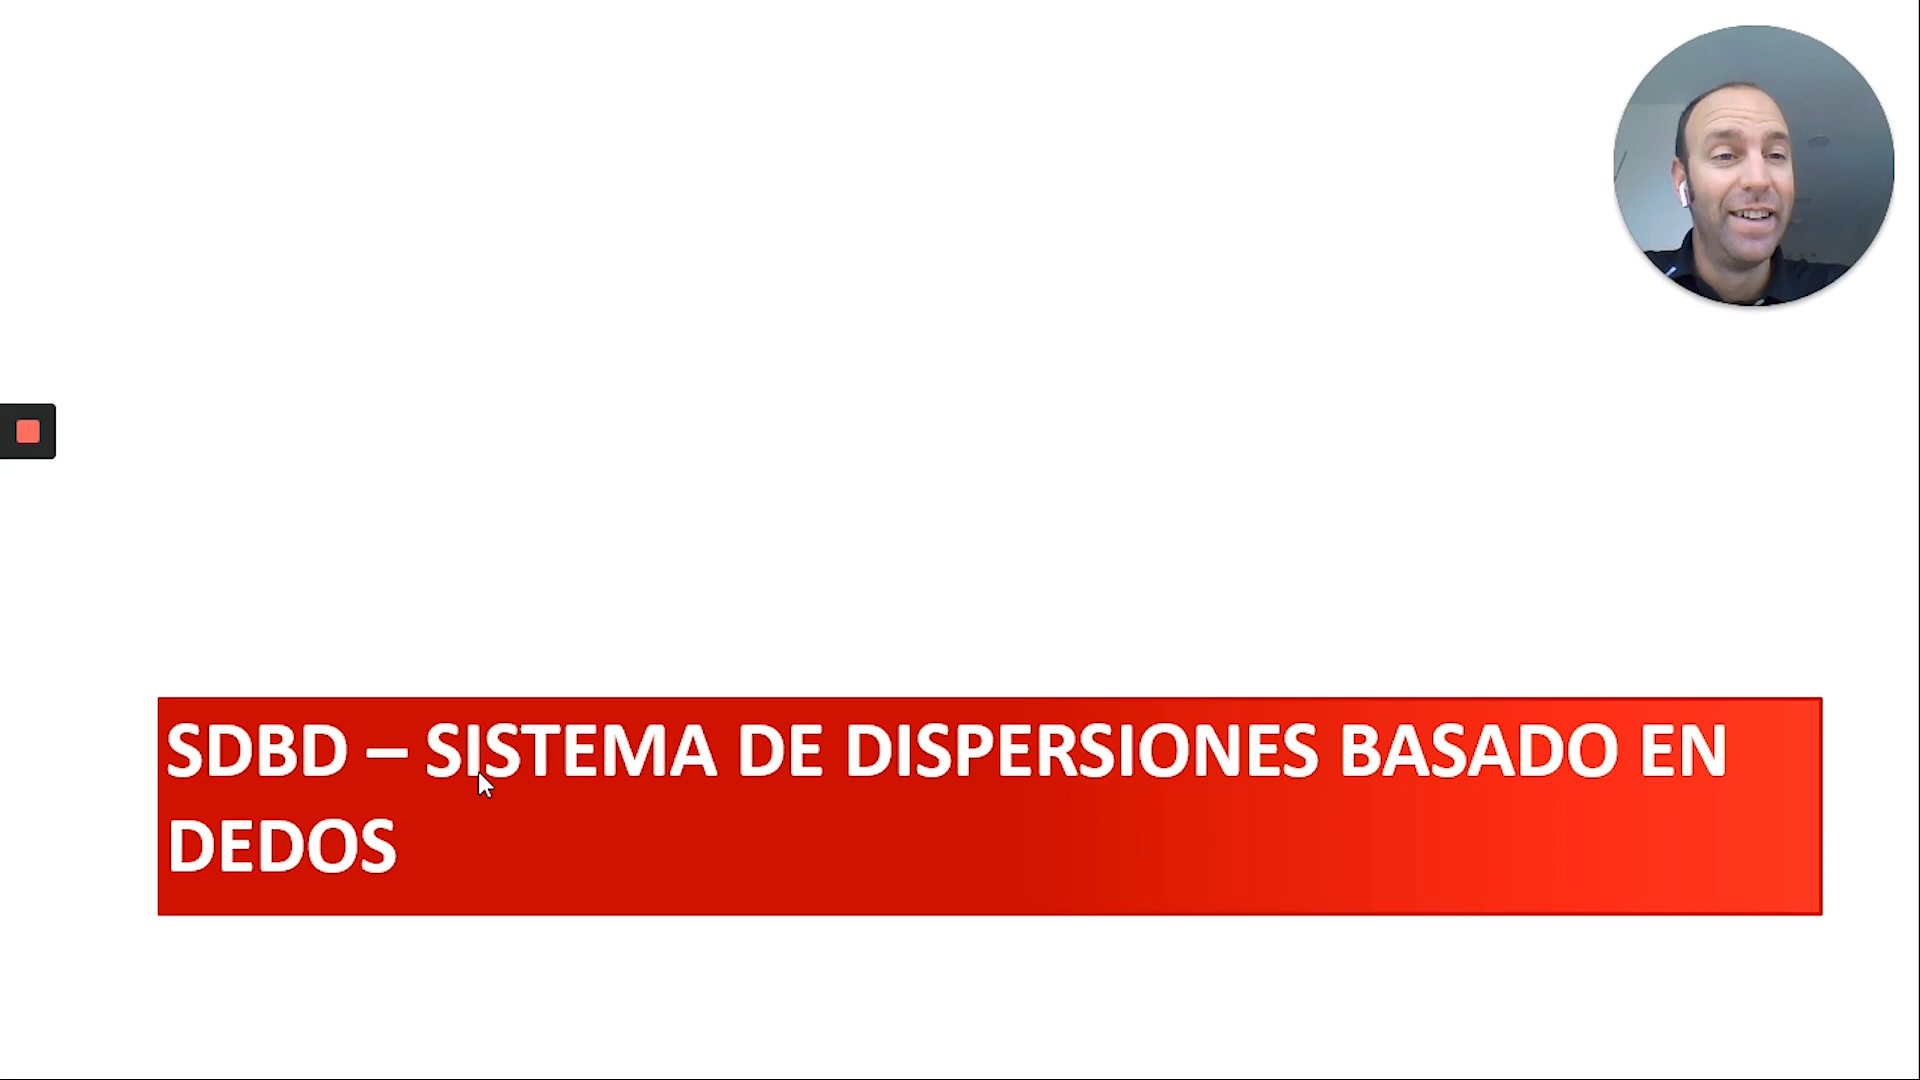 SDBD – SISTEMA DE DISPERSIONES BASADO EN
DEDOS